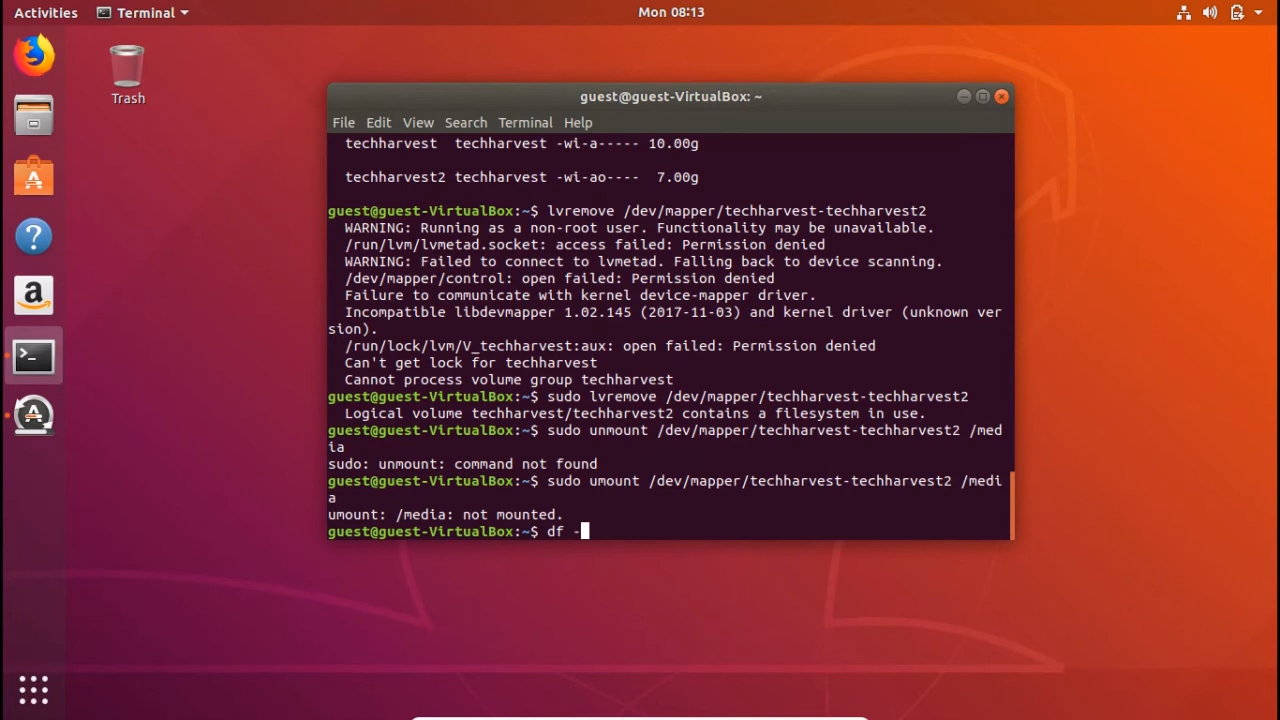 Activities Terminal Mon 08:13
Trash
guest@guest-VirtualBox: ~
File Edit View Search Terminal Help
techharvest techharvest -wi-a----- 10.00g
techharvest2 techharvest -wi-ao---- 7.00g
guest@guest-VirtualBox:~$ lvremove /dev/mapper/techharvest-techharvest2
WARNING: Running as a non-root user. Functionality may be unavailable.
/run/lvm/lvmetad.socket: access failed: Permission denied
WARNING: Failed to connect to lvmetad. Falling back to device scanning.
/dev/mapper/control: open failed: Permission denied
Failure to communicate with kernel device-mapper driver.
Incompatible libdevmapper 1.02.145 (2017-11-03) and kernel driver (unknown ver
sion).
/run/lock/lvm/V_techharvest:aux: open failed: Permission denied
Can't get lock for techharvest
Cannot process volume group techharvest
guest@guest-VirtualBox:~$ sudo lvremove /dev/mapper/techharvest-techharvest2
Logical volume techharvest/techharvest2 contains a filesystem in use.
guest@guest-VirtualBox:~$ sudo unmount /dev/mapper/techharvest-techharvest2 /med
ia
sudo: unmount: command not found
guest@guest-VirtualBox:~$ sudo umount /dev/mapper/techharvest-techharvest2 /medi
a
umount: /media: not mounted.
guest@guest-VirtualBox:~$ df -